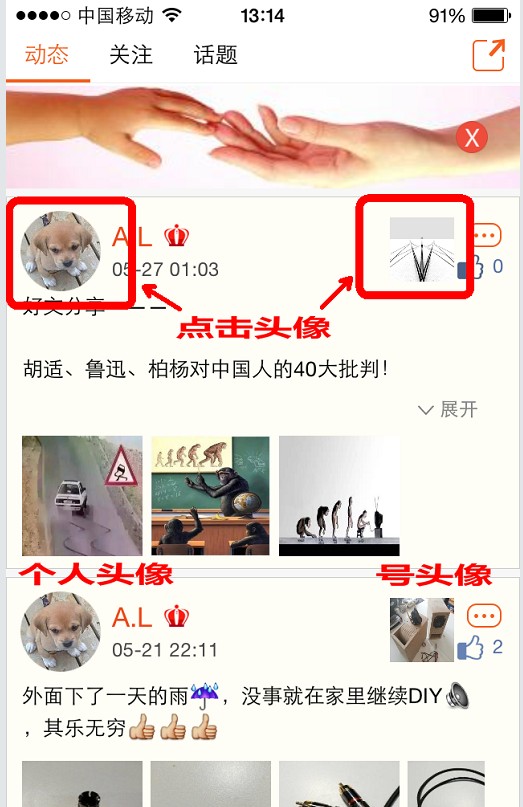 中国移动 13:14 91%
动态 关注 话题
X
A.L
05-27 01:03 0
好文分享
点击头像
胡适、鲁迅、柏杨对中国人的40大批判！
展开
个人头像 号头像
A.L
05-21 22:11 2
外面下了一天的雨☔，没事就在家里继续DIY🔊
，其乐无穷👍👍👍